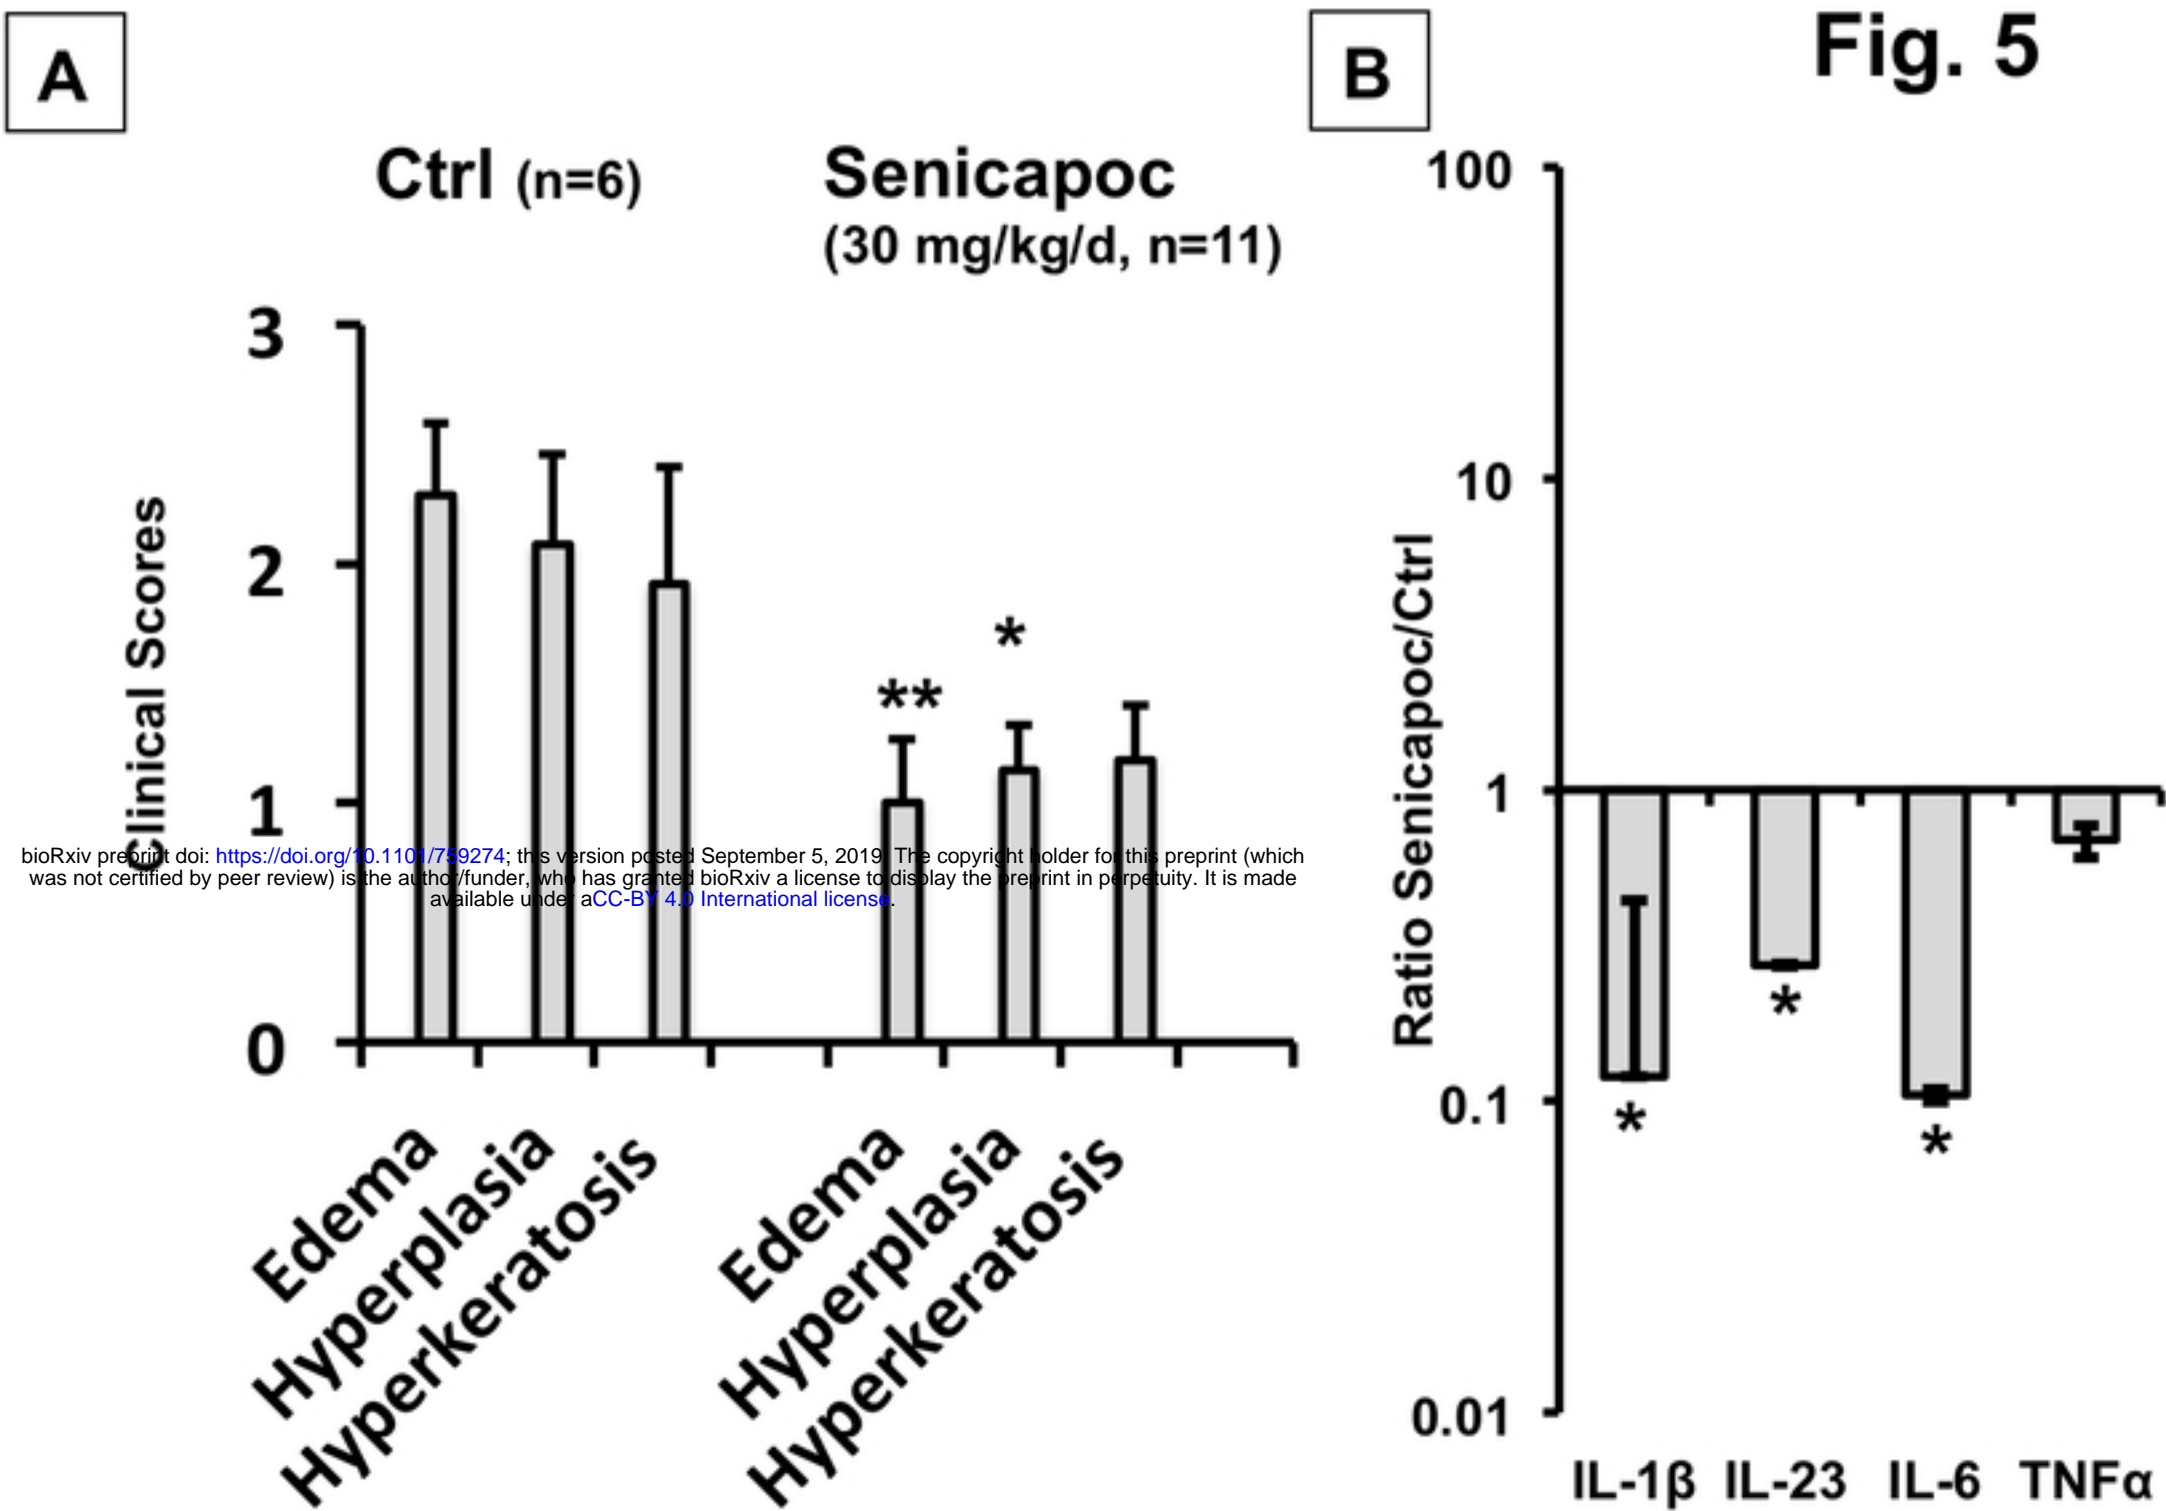 A
B
Fig. 5
Ctrl (n=6)
Senicapoc
(30 mg/kg/d, n=11)
Clinical Scores
3
2
1
0
Edema
Hyperplasia
Hyperkeratosis
Edema
Hyperplasia
Hyperkeratosis
**
*
bioRxiv preprint doi: https://doi.org/10.1101/759274; this version posted September 5, 2019. The copyright holder for this preprint (which
was not certified by peer review) is the author/funder, who has granted bioRxiv a license to display the preprint in perpetuity. It is made
available under aCC-BY 4.0 International license.
Ratio Senicapoc/Ctrl
100
10
1
0.1
0.01
*
*
*
IL-1β IL-23 IL-6 TNFα